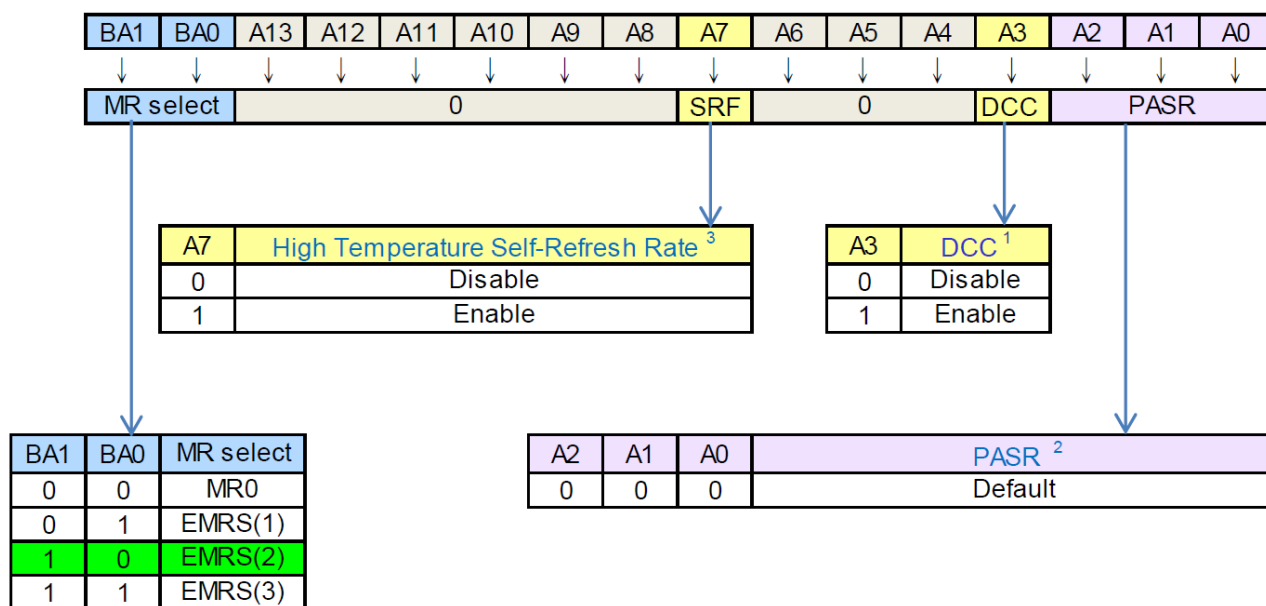 BA1 BA0 A13 A12 A11 A10 A9 A8 A7 A6 A5 A4 A3 A2 A1 A0
MR select 0 SRF 0 DCC PASR
A7 High Temperature Self-Refresh Rate 3
0 Disable
1 Enable
A3 DCC 1
0 Disable
1 Enable
BA1 BA0 MR select
0 0 MR0
0 1 EMRS(1)
1 0 EMRS(2)
1 1 EMRS(3)
A2 A1 A0 PASR 2
0 0 0 Default